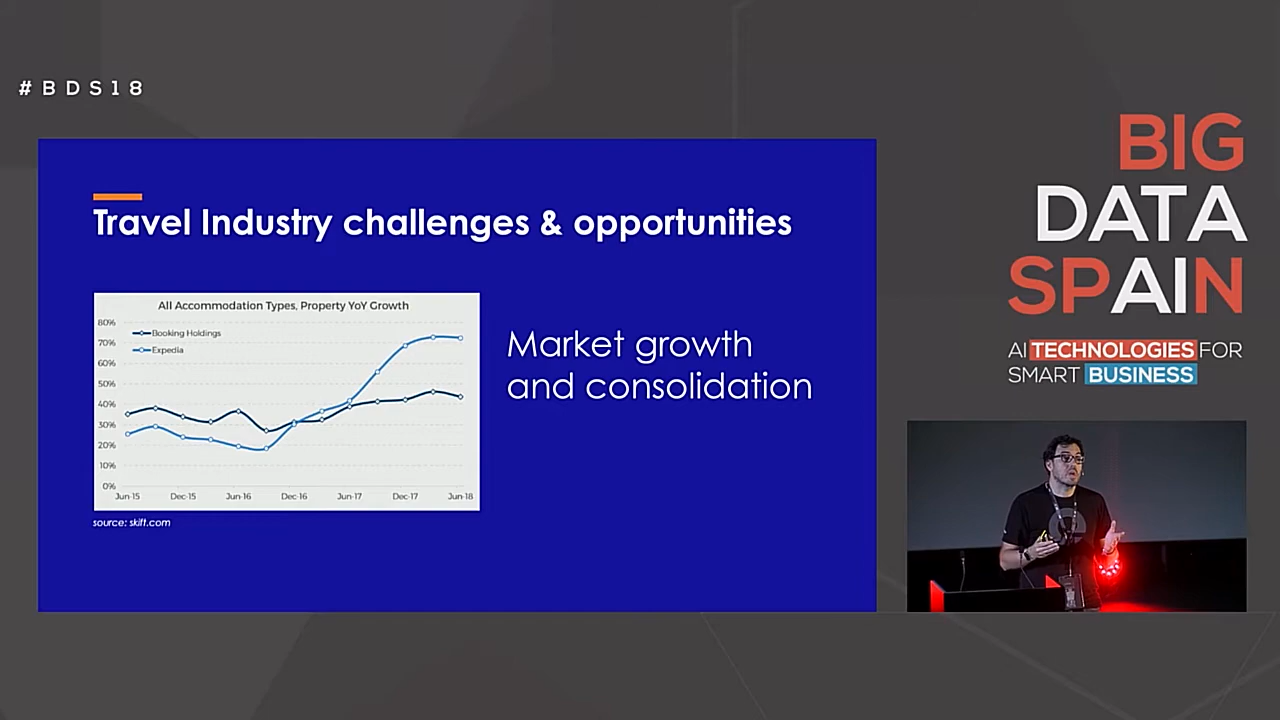 #BDS18
BIG
DATA
SPAIN
AI TECHNOLOGIES FOR
SMART BUSINESS
Travel Industry challenges & opportunities
All Accommodation Types, Property YoY Growth
Booking Holdings
Expedia
80%
70%
60%
50%
40%
30%
20%
10%
0%
Jun-15 Dec-15 Jun-16 Dec-16 Jun-17 Dec-17 Jun-18
source: skift.com
Market growth
and consolidation